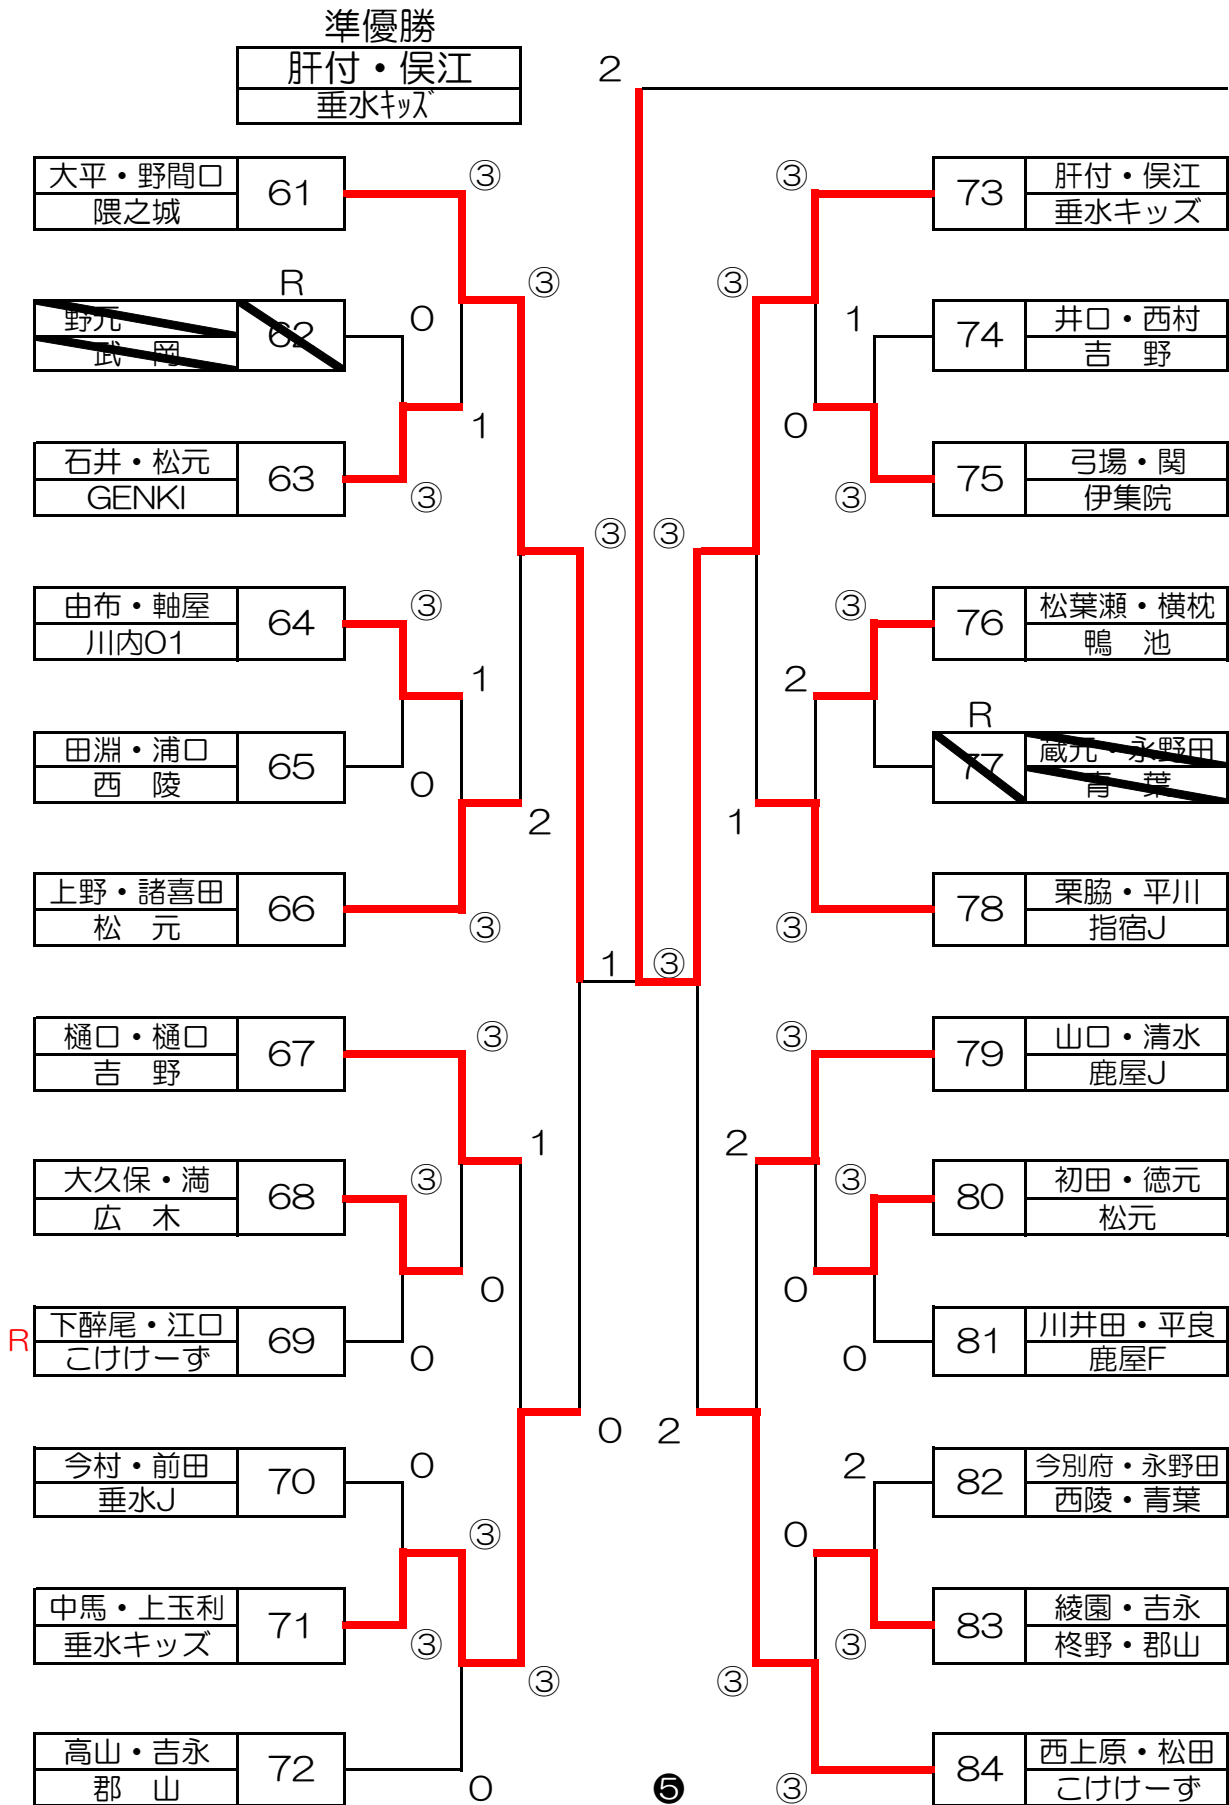 準優勝
肝付・俣江
垂水キッズ
2
大平・野間口
隈之城
61
③
③
73
肝付・俣江
垂水キッズ
R
野元
武 岡
62
0
③
③
1
74
井口・西村
吉 野
石井・松元
GENKI
63
③
1
0
③
75
弓場・関
伊集院
③
③
由布・軸屋
川内01
64
③
③
76
松葉瀬・横枕
鴨 池
1
2
田淵・浦口
西 陵
65
0
R
77
蔵元・永野田
青 葉
2
1
上野・諸喜田
松 元
66
③
③
78
栗脇・平川
指宿J
1
③
樋口・樋口
吉 野
67
③
③
79
山口・清水
鹿屋J
1
2
大久保・満
広 木
68
③
③
80
初田・徳元
松元
0
0
R
下醉尾・江口
こけけーず
69
0
0
81
川井田・平良
鹿屋F
0
2
今村・前田
垂水J
70
0
2
82
今別府・永野田
西陵・青葉
③
0
中馬・上玉利
垂水キッズ
71
③
③
83
綾園・吉永
柊野・郡山
③
③
高山・吉永
郡 山
72
0
❺
③
84
西上原・松田
こけけーず